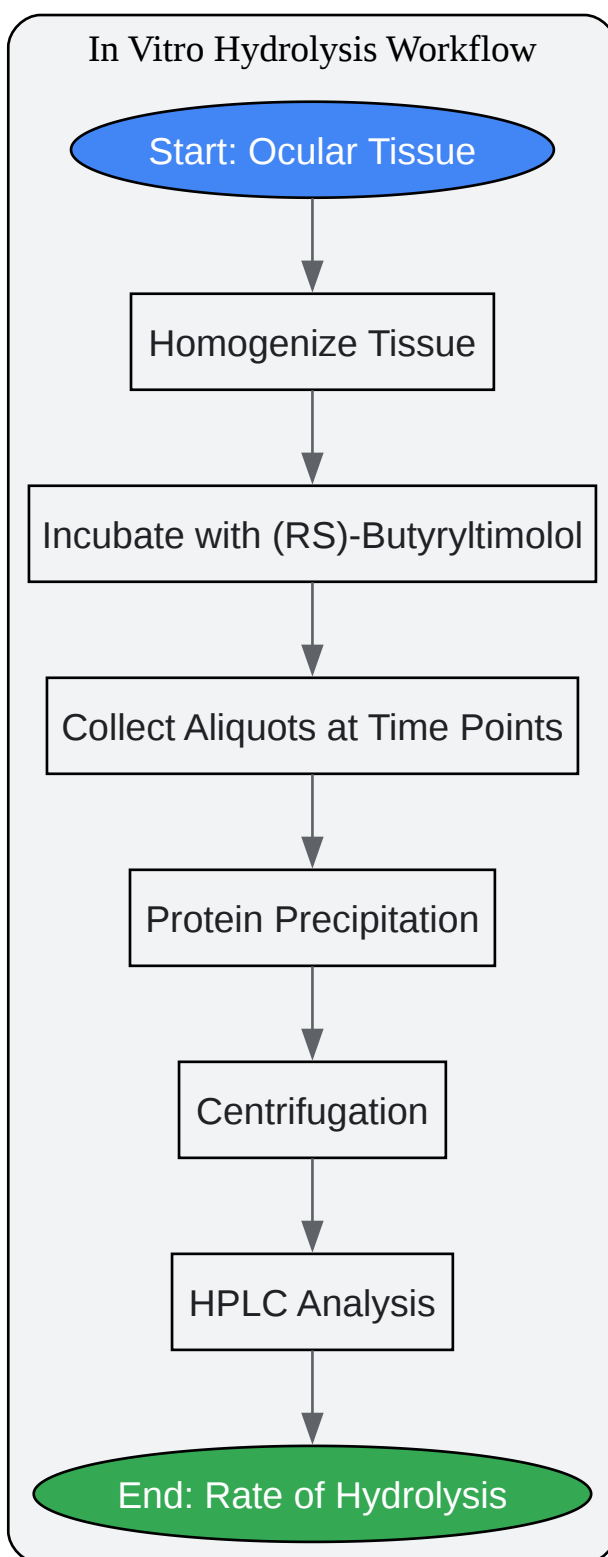 In Vitro Hydrolysis Workflow
Start: Ocular Tissue
Homogenize Tissue
Incubate with (RS)-Butyryltimolol
Collect Aliquots at Time Points
Protein Precipitation
Centrifugation
HPLC Analysis
End: Rate of Hydrolysis